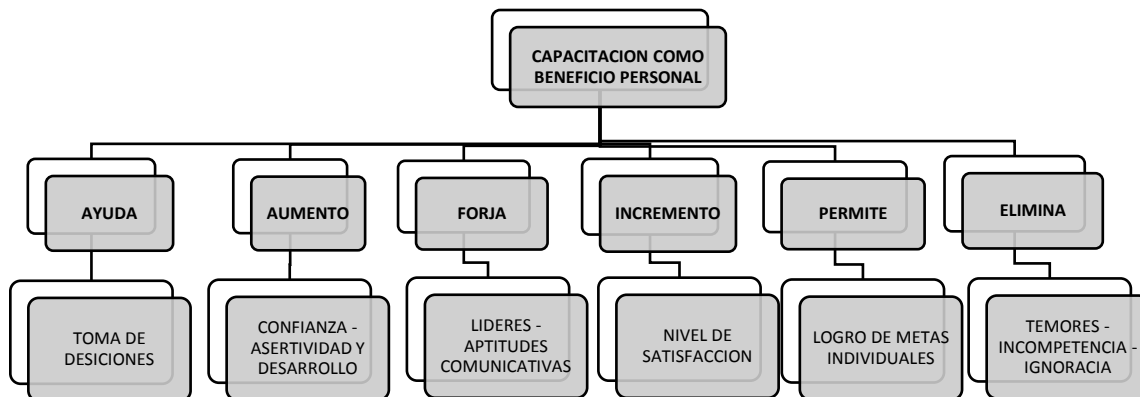 CAPACITACION COMO
BENEFICIO PERSONAL
AYUDA
AUMENTO
FORJA
INCREMENTO
PERMITE
ELIMINA
TOMA DE
DESICIONES
CONFIANZA -
ASERTIVIDAD Y
DESARROLLO
LIDERES -
APTITUDES
COMUNICATIVAS
NIVEL DE
SATISFACCION
LOGRO DE METAS
INDIVIDUALES
TEMORES -
INCOMPETENCIA -
IGNORACIA